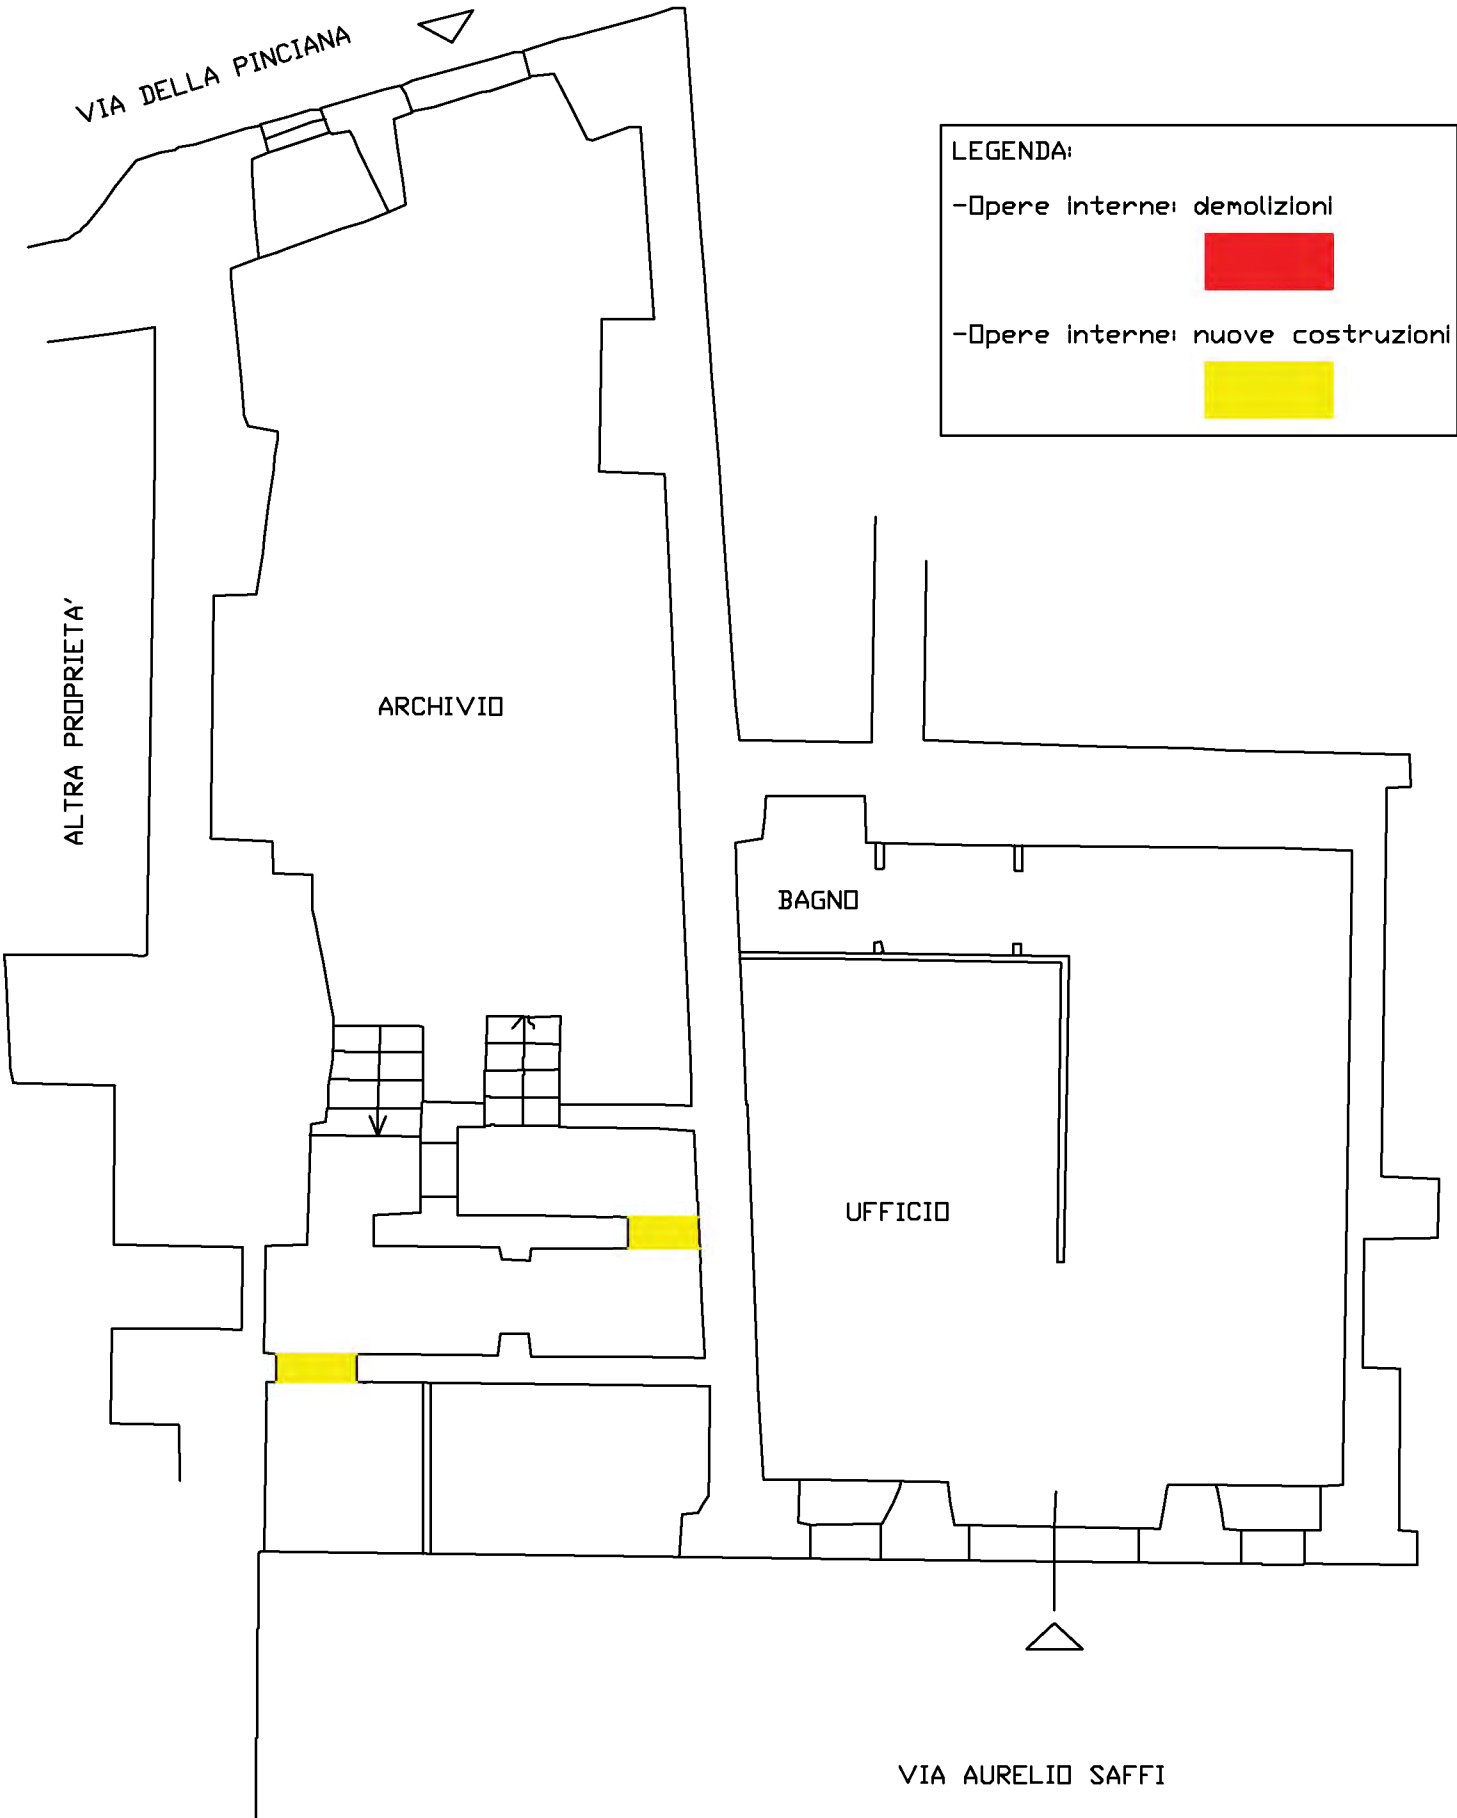 VIA DELLA PINCIANA
LEGENDA:
-Opere interne: demolizioni
-Opere interne: nuove costruzioni
ALTRA PROPRIETA'
ARCHIVIO
BAGNO
UFFICIO
VIA AURELIO SAFFI